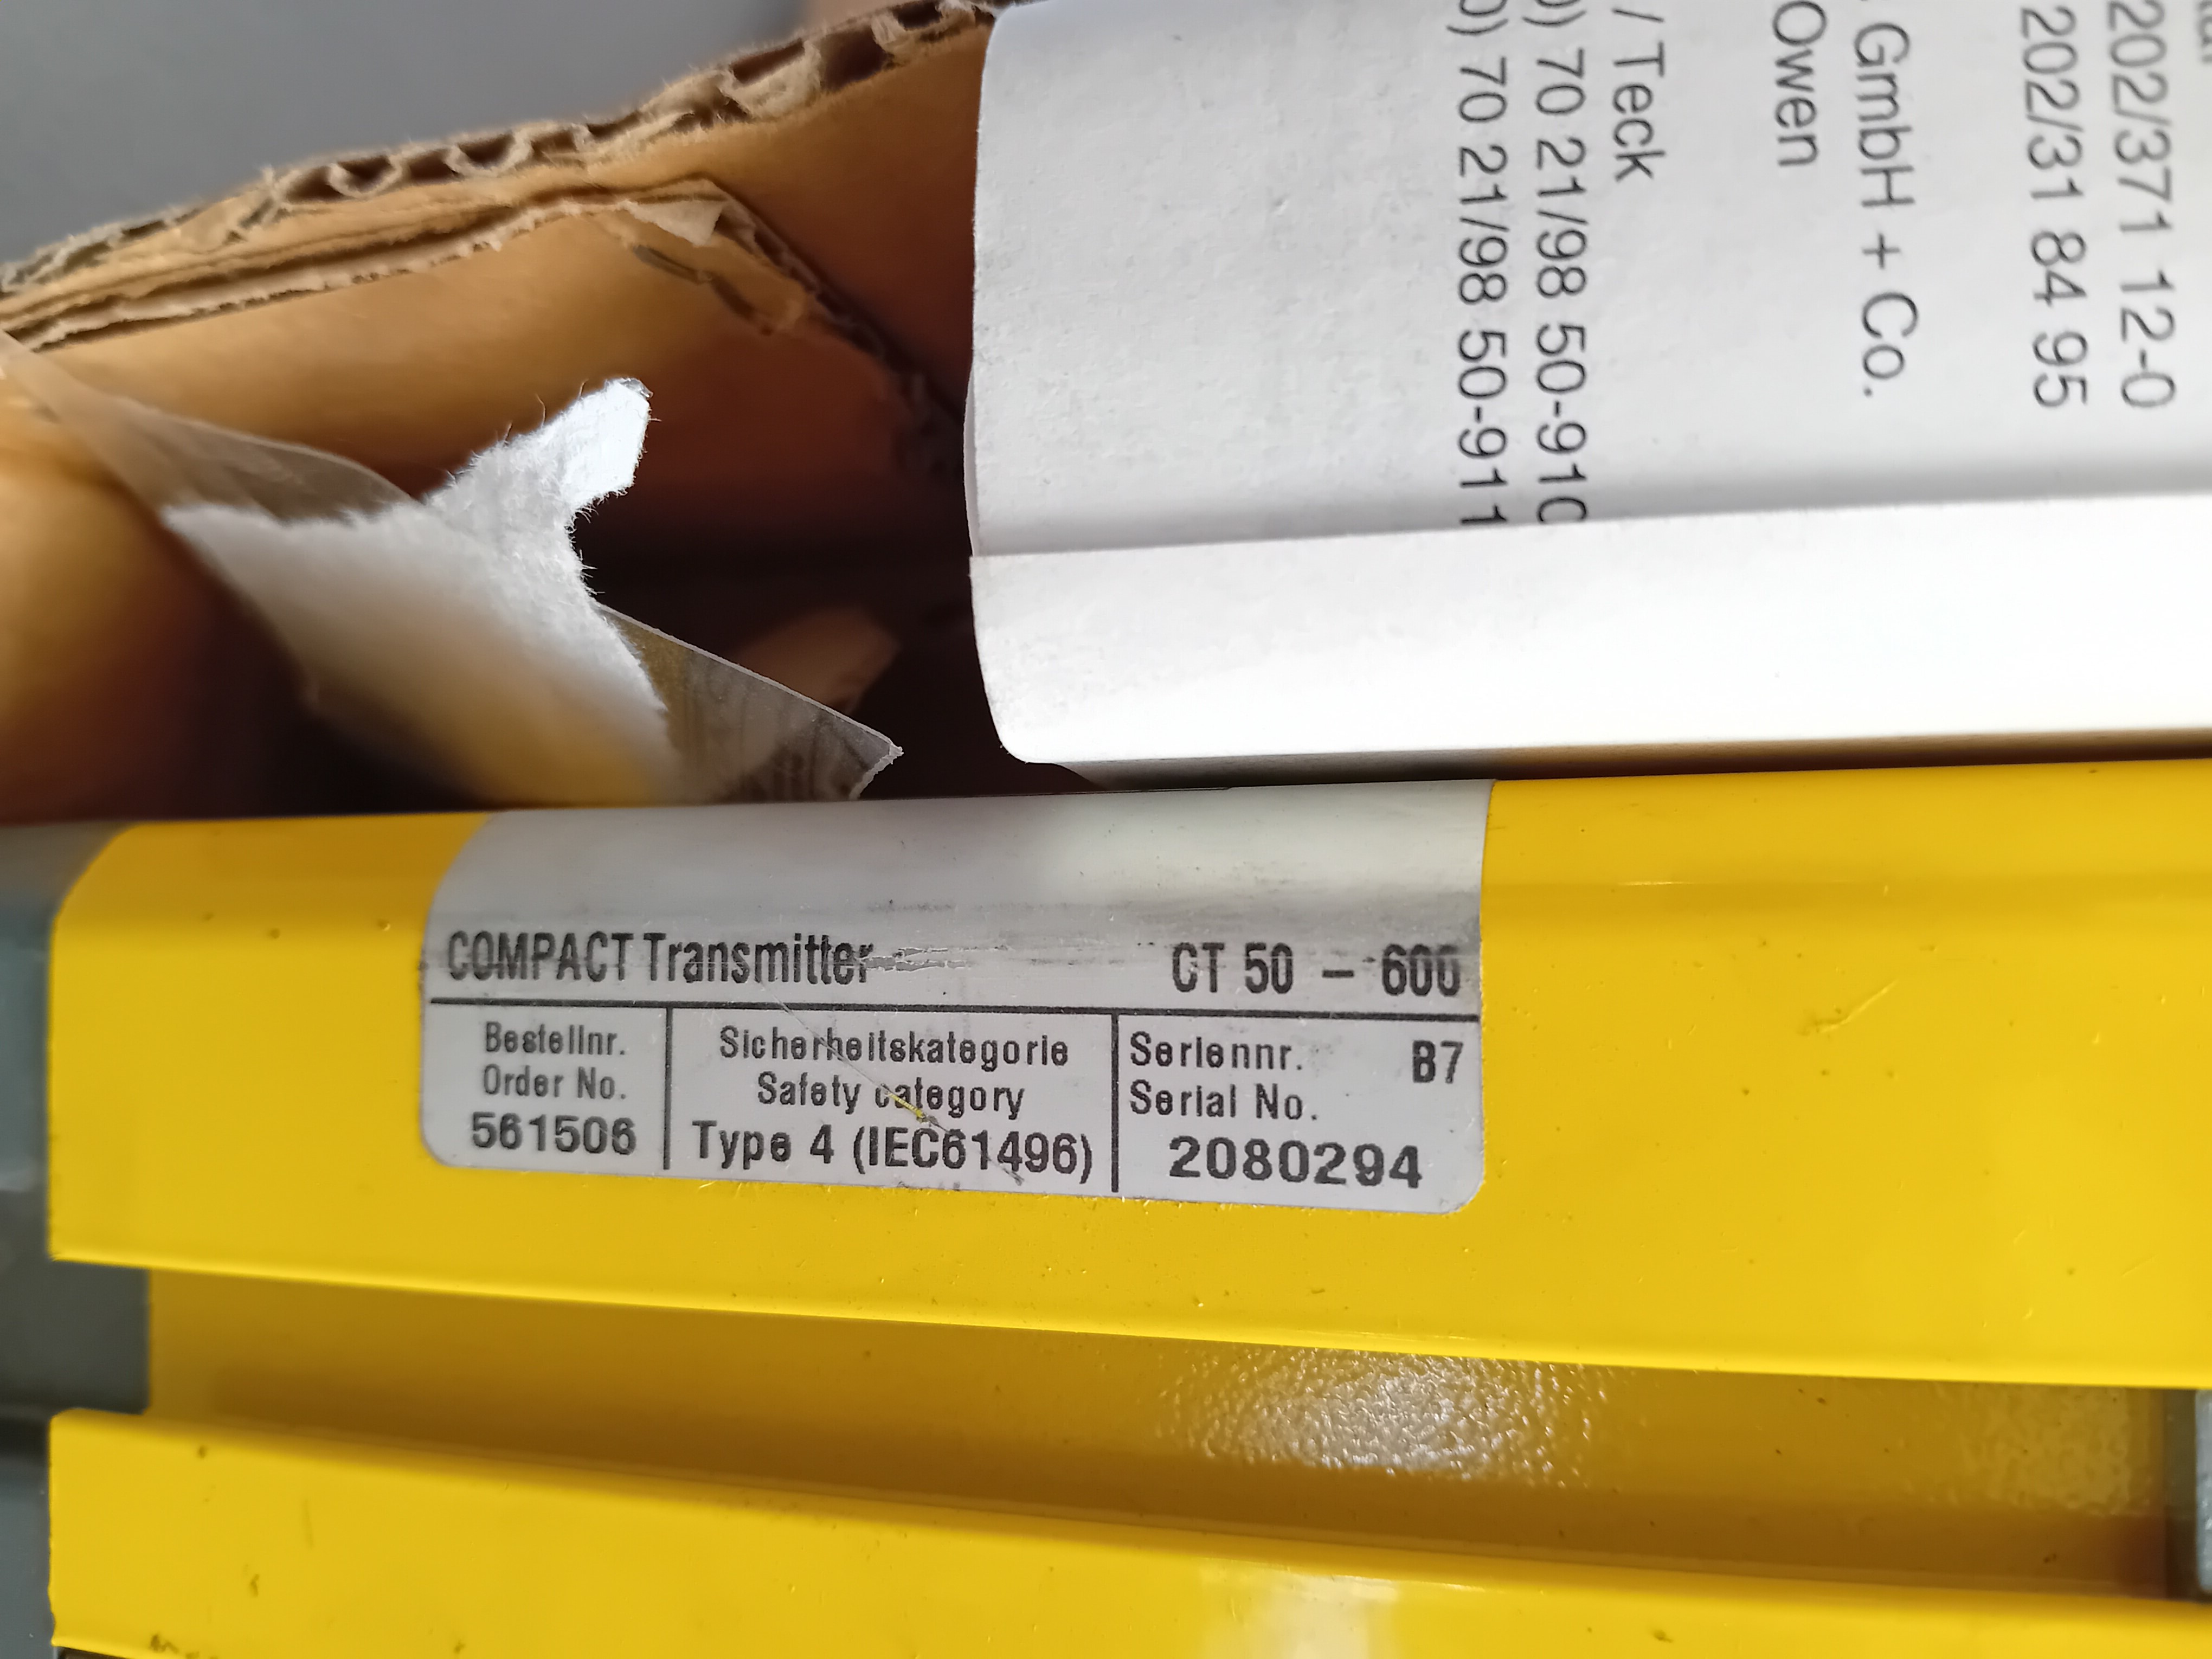 COMPACT Transmitter CT 50 - 600
Bestellnr.
Order No.
561506
Sicherheitskategorie
Safety category
Type 4 (IEC61496)
Seriennr. B7
Serial No.
2080294
202/371 12-0
202/31 84 95
GmbH + Co.
Owen
/ Teck
0) 70 21/98 50-910
0) 70 21/98 50-911